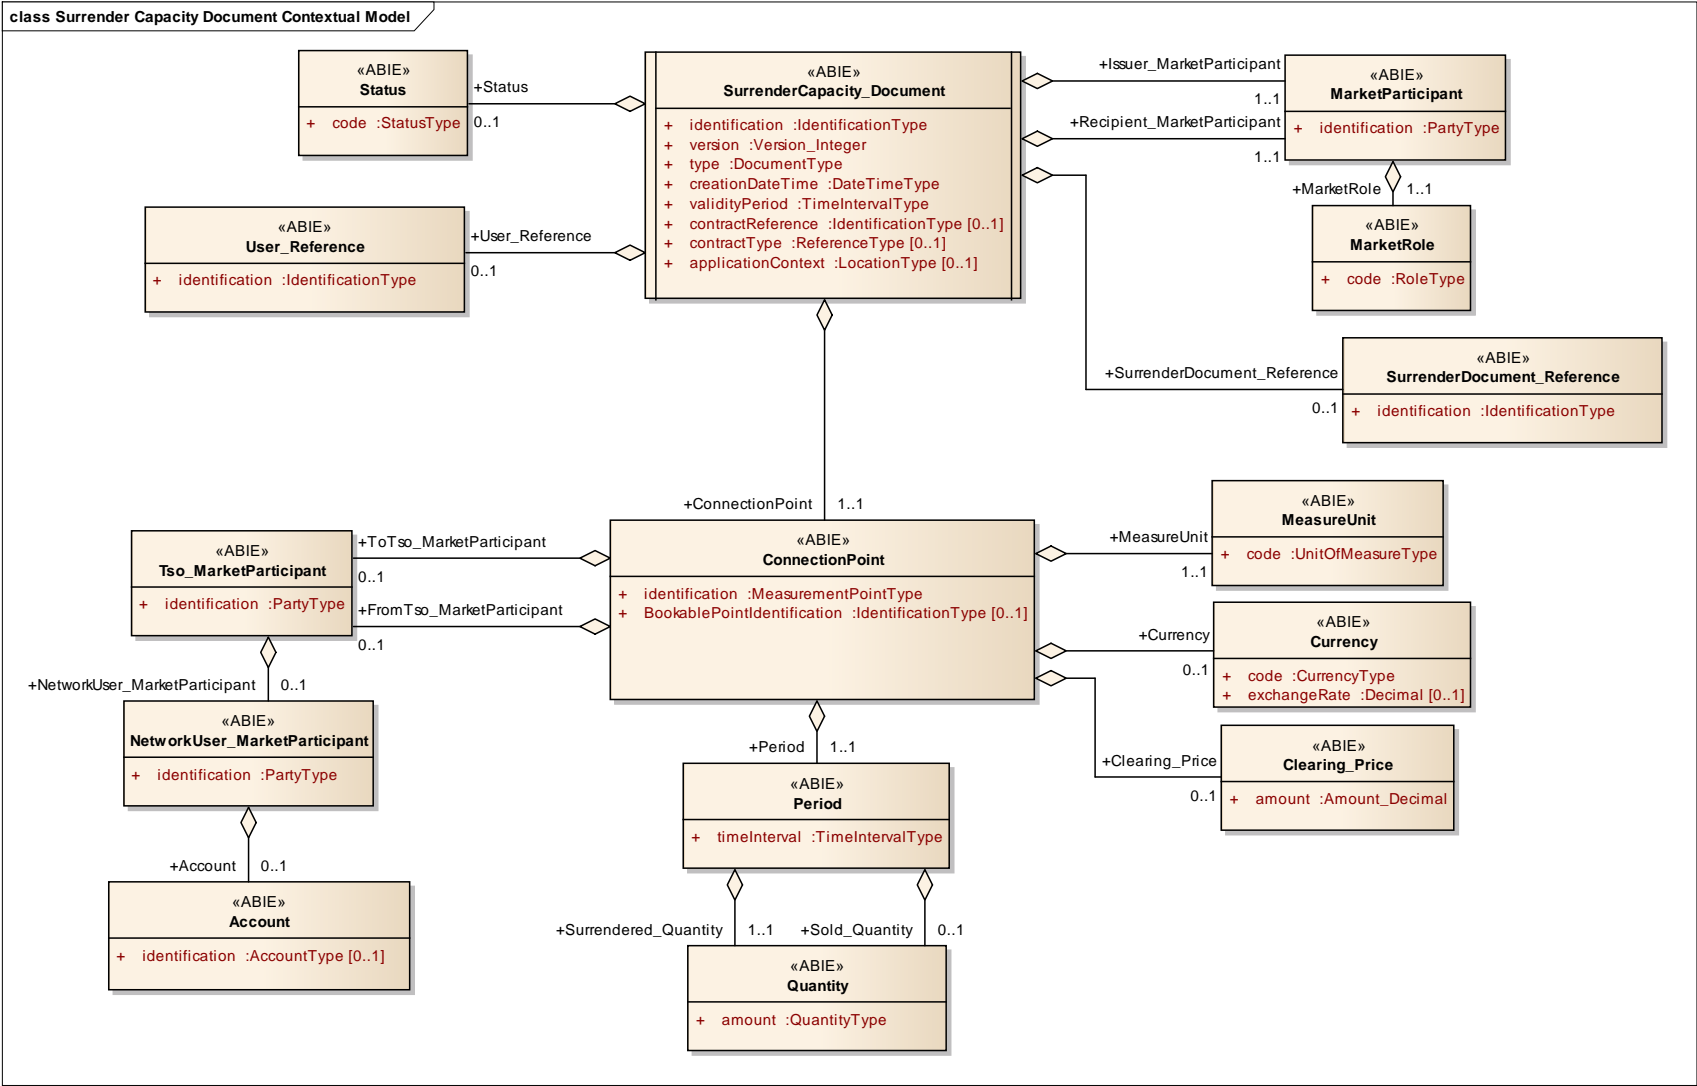 class Surrender Capacity Document Contextual Model
«ABIE»
Status
+ code :StatusType
+Status
0..1
«ABIE»
SurrenderCapacity_Document
+ identification :IdentificationType
+ version :Version_Integer
+ type :DocumentType
+ creationDateTime :DateTimeType
+ validityPeriod :TimeIntervalType
+ contractReference :IdentificationType [0..1]
+ contractType :ReferenceType [0..1]
+ applicationContext :LocationType [0..1]
+Issuer_MarketParticipant
1..1
+Recipient_MarketParticipant
1..1
«ABIE»
MarketParticipant
+ identification :PartyType
+MarketRole 1..1
«ABIE»
MarketRole
+ code :RoleType
«ABIE»
User_Reference
+ identification :IdentificationType
+User_Reference
0..1
+SurrenderDocument_Reference
0..1
«ABIE»
SurrenderDocument_Reference
+ identification :IdentificationType
+ConnectionPoint 1..1
«ABIE»
ConnectionPoint
+ identification :MeasurementPointType
+ BookablePointIdentification :IdentificationType [0..1]
«ABIE»
Tso_MarketParticipant
+ identification :PartyType
+ToTso_MarketParticipant
0..1
+FromTso_MarketParticipant
0..1
+MeasureUnit
1..1
«ABIE»
MeasureUnit
+ code :UnitOfMeasureType
+Currency
0..1
«ABIE»
Currency
+ code :CurrencyType
+ exchangeRate :Decimal [0..1]
+NetworkUser_MarketParticipant 0..1
«ABIE»
NetworkUser_MarketParticipant
+ identification :PartyType
+Clearing_Price
0..1
«ABIE»
Clearing_Price
+ amount :Amount_Decimal
+Period 1..1
«ABIE»
Period
+ timeInterval :TimeIntervalType
+Account 0..1
«ABIE»
Account
+ identification :AccountType [0..1]
+Surrendered_Quantity 1..1
+Sold_Quantity 0..1
«ABIE»
Quantity
+ amount :QuantityType